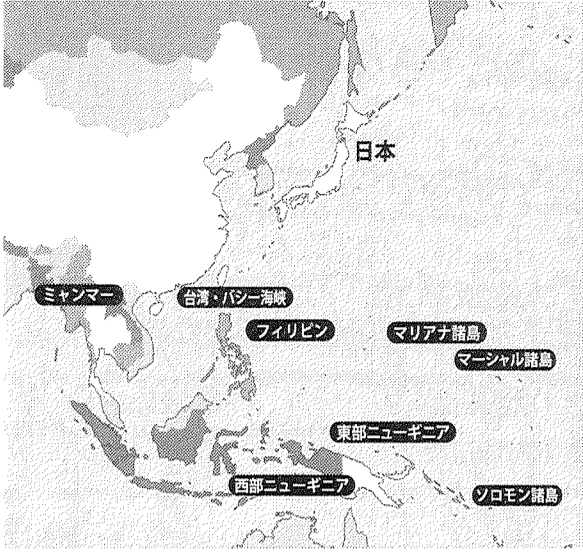 日本
ミャンマー
台湾・バシー海峡
フィリピン
マリアナ諸島
マーシャル諸島
東部ニューギニア
西部ニューギニア
ソロモン諸島